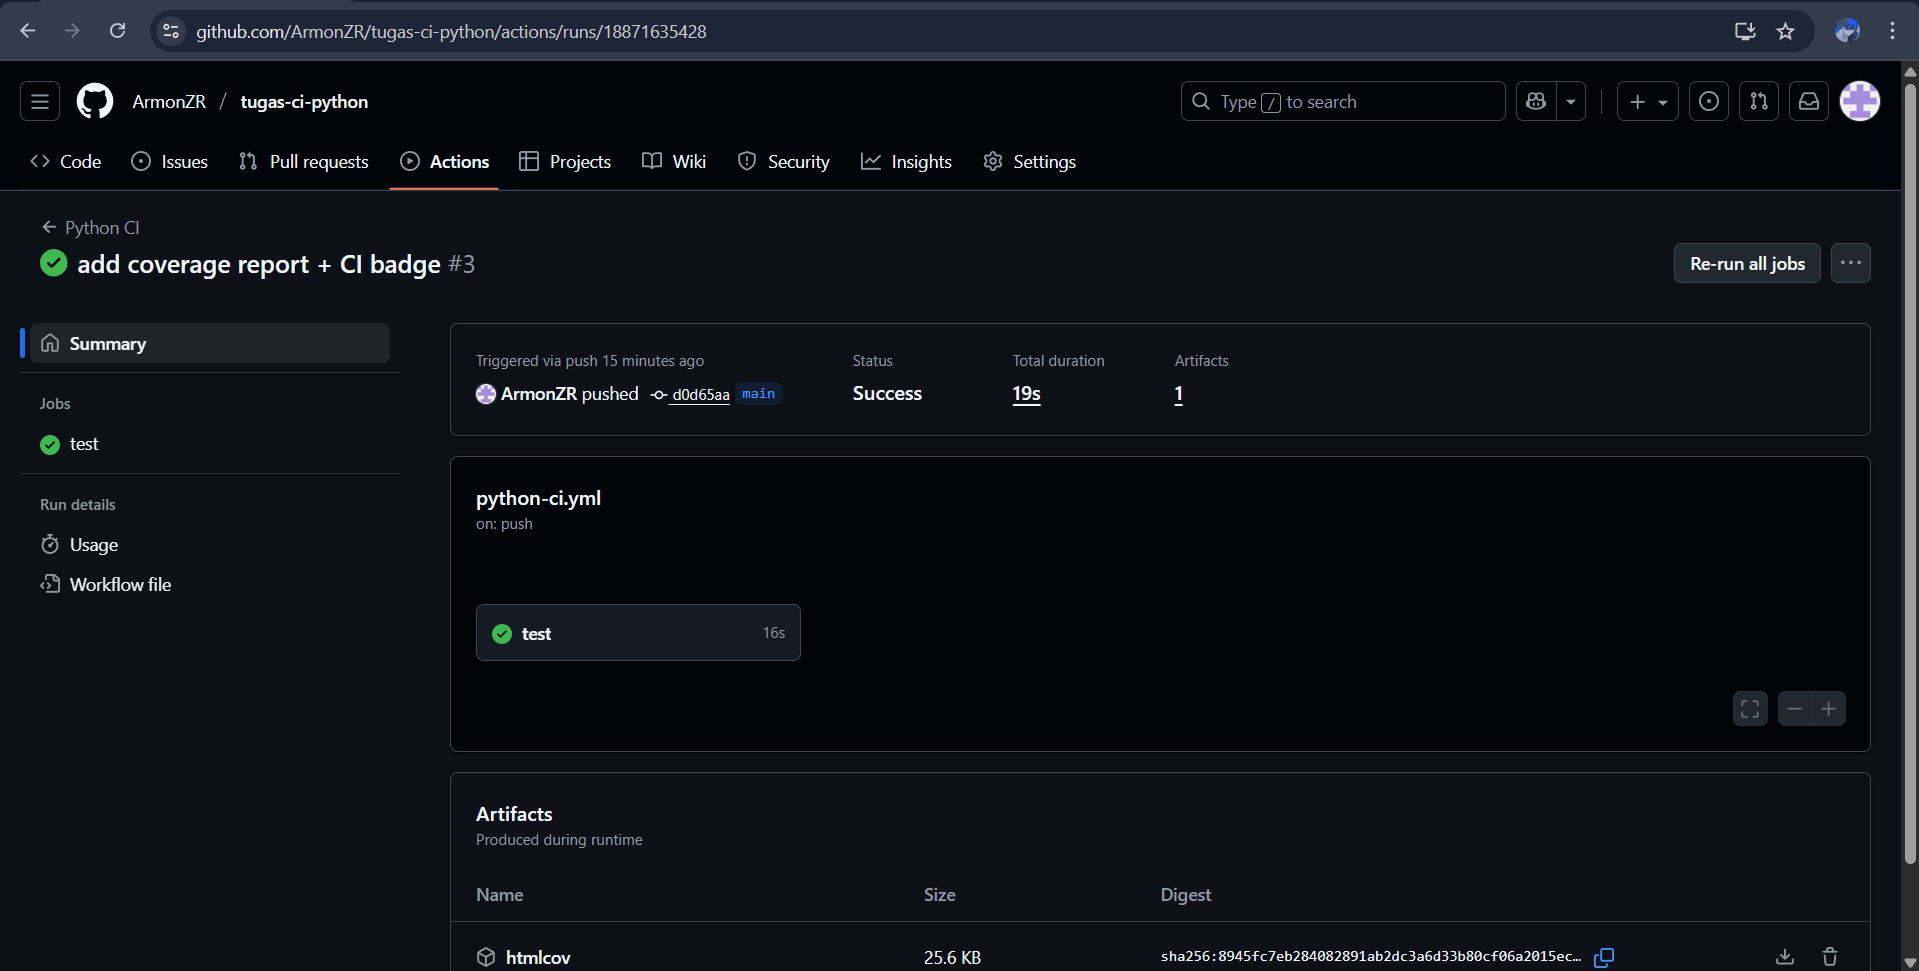 github.com/ArmonZR/tugas-ci-python/actions/runs/18871635428
ArmonZR / tugas-ci-python
Type / to search
Code Issues Pull requests Actions Projects Wiki Security Insights Settings
Python CI
add coverage report + CI badge #3
Re-run all jobs
Summary
Jobs
test
Run details
Usage
Workflow file
Triggered via push 15 minutes ago
ArmonZR pushed d0d65aa main
Status
Success
Total duration
19s
Artifacts
1
python-ci.yml
on: push
test 16s
Artifacts
Produced during runtime
Name Size Digest
htmlcov 25.6 KB sha256:8945fc7eb284082891ab2dc3a6d33b80cf06a2015ec…